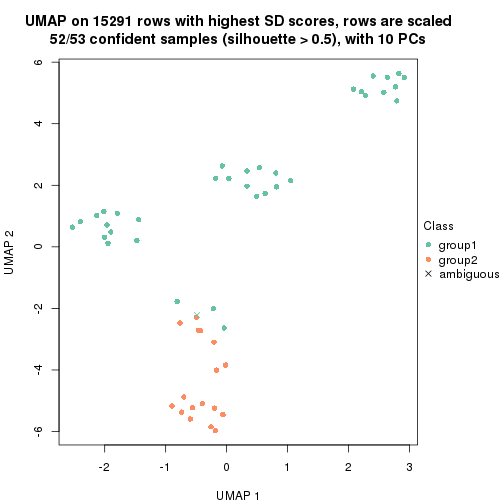 UMAP on 15291 rows with highest SD scores, rows are scaled
52/53 confident samples (silhouette > 0.5), with 10 PCs
6
4
2
0
-2
-4
-6
UMAP 2
-2
-1
0
1
2
3
UMAP 1
Class
group1
group2
ambiguous